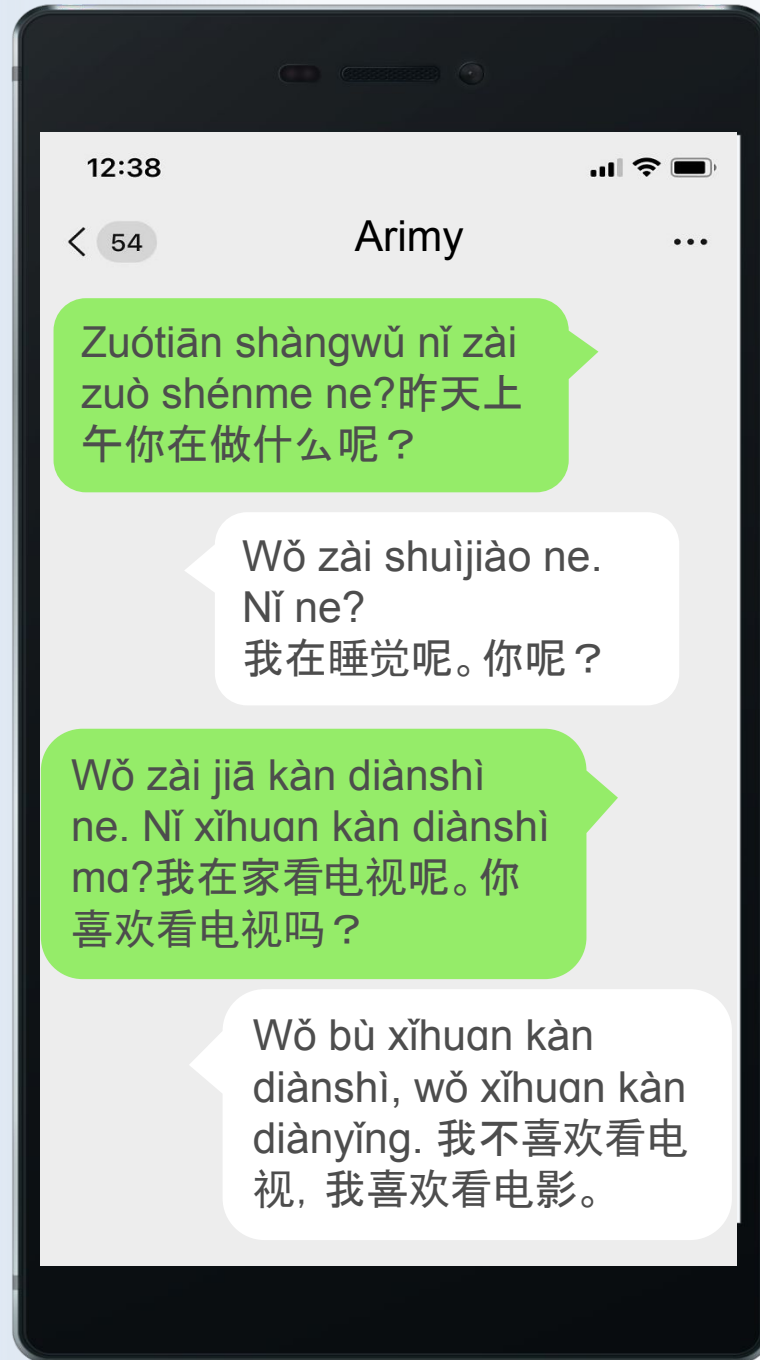 12:38
54
Arimy
Zuótiān shàngwǔ nǐ zài
zuò shénme ne?昨天上
午你在做什么呢？
Wǒ zài shuìjiào ne.
Nǐ ne?
我在睡觉呢。你呢？
Wǒ zài jiā kàn diànshì
ne. Nǐ xǐhuɑn kàn diànshì
mɑ?我在家看电视呢。你
喜欢看电视吗？
Wǒ bù xǐhuɑn kàn
diànshì, wǒ xǐhuɑn kàn
diànyǐng. 我不喜欢看电
视，我喜欢看电影。